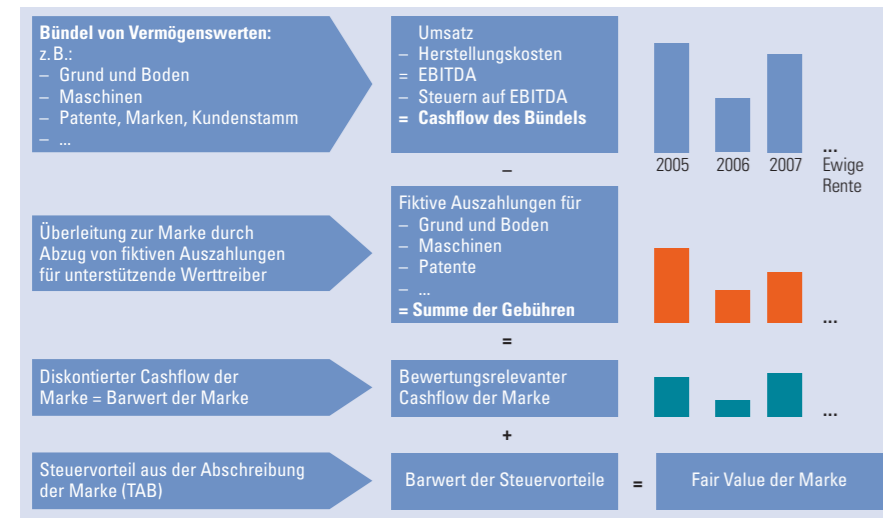 Bündel von Vermögenswerten:
z. B.:
– Grund und Boden
– Maschinen
– Patente, Marken, Kundenstamm
– ...
Umsatz
– Herstellungskosten
= EBITDA
– Steuern auf EBITDA
= Cashflow des Bündels
2005 2006 2007
...
Ewige
Rente
–
Überleitung zur Marke durch
Abzug von fiktiven Auszahlungen
für unterstützende Werttreiber
Fiktive Auszahlungen für
– Grund und Boden
– Maschinen
– Patente
– ...
= Summe der Gebühren
...
=
Diskontierter Cashflow der
Marke = Barwert der Marke
Bewertungsrelevanter
Cashflow der Marke
...
+
Steuervorteil aus der Abschreibung
der Marke (TAB)
Barwert der Steuervorteile
=
Fair Value der Marke